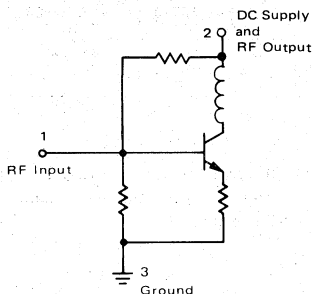 DC Supply
2 and
RF Output
1
RF Input
3
Ground